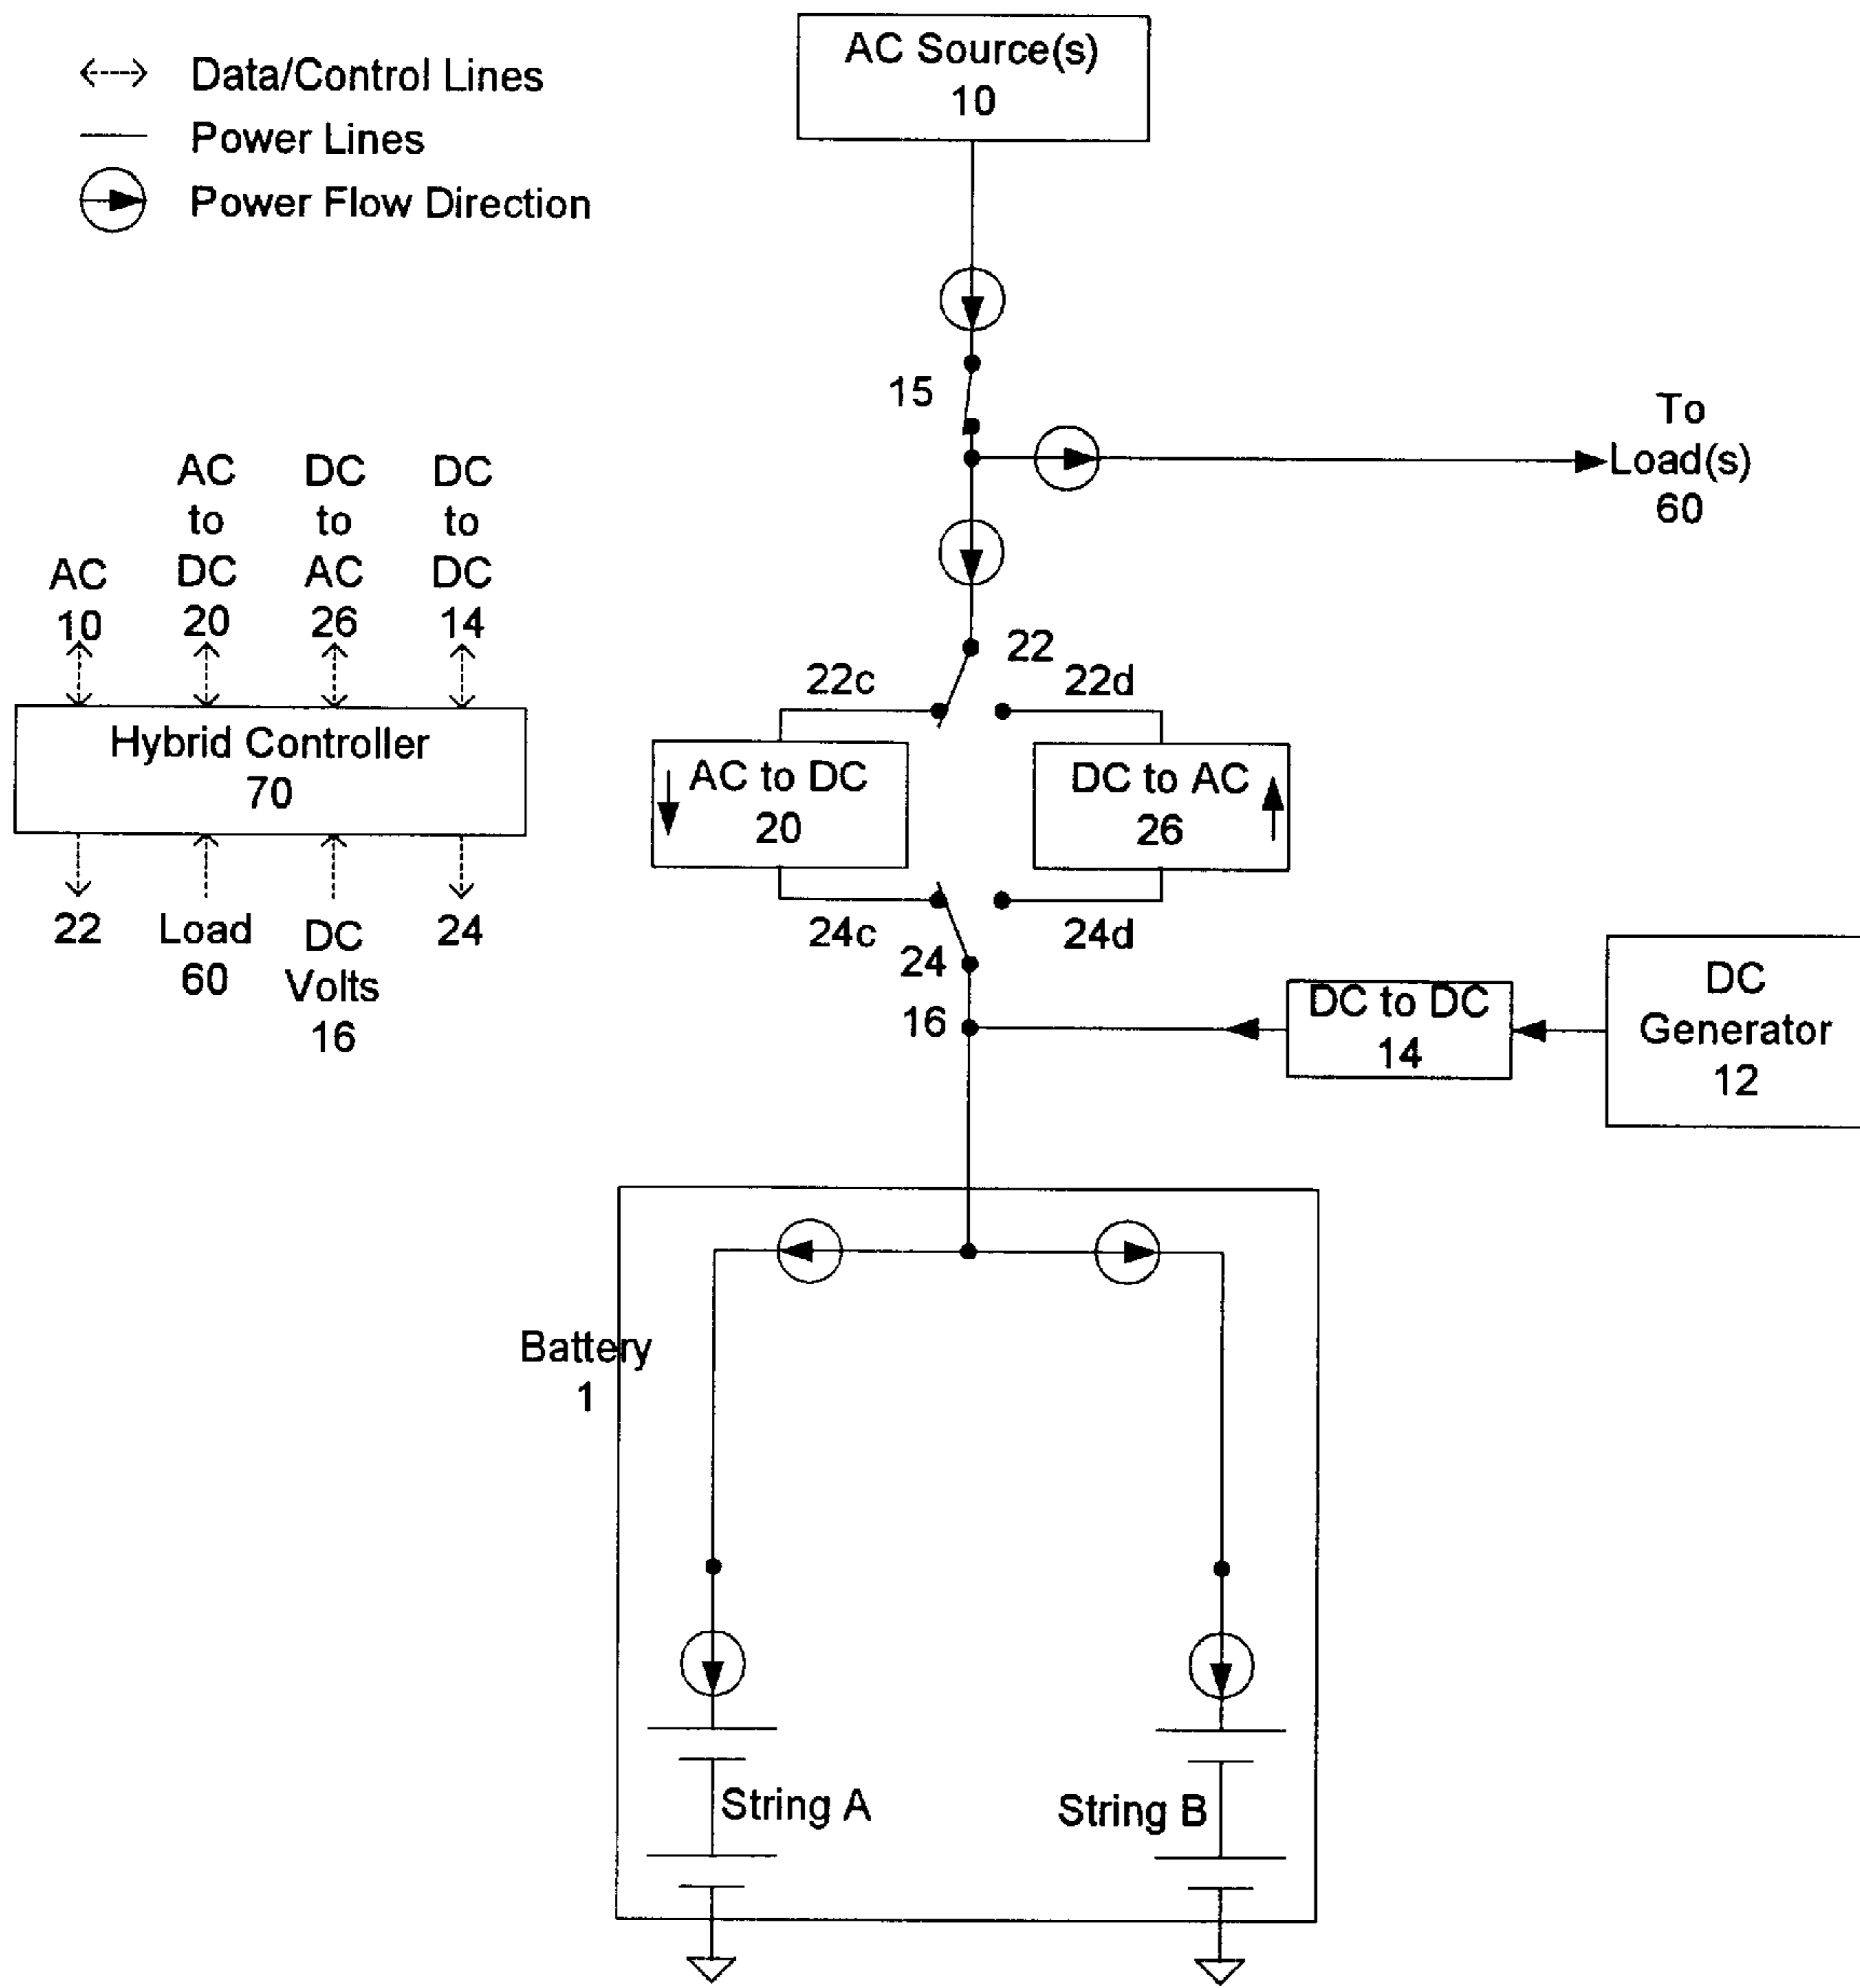 Data/Control Lines
Power Lines
Power Flow Direction
AC Source(s)
10
15
To
Load(s)
60
AC
10
AC
to
DC
20
DC
to
AC
26
DC
to
DC
14
Hybrid Controller
70
22
Load
60
DC
Volts
16
24
22
22c
22d
AC to DC
20
DC to AC
26
24c
24d
24
16
DC to DC
14
DC
Generator
12
Battery
1
String A
String B